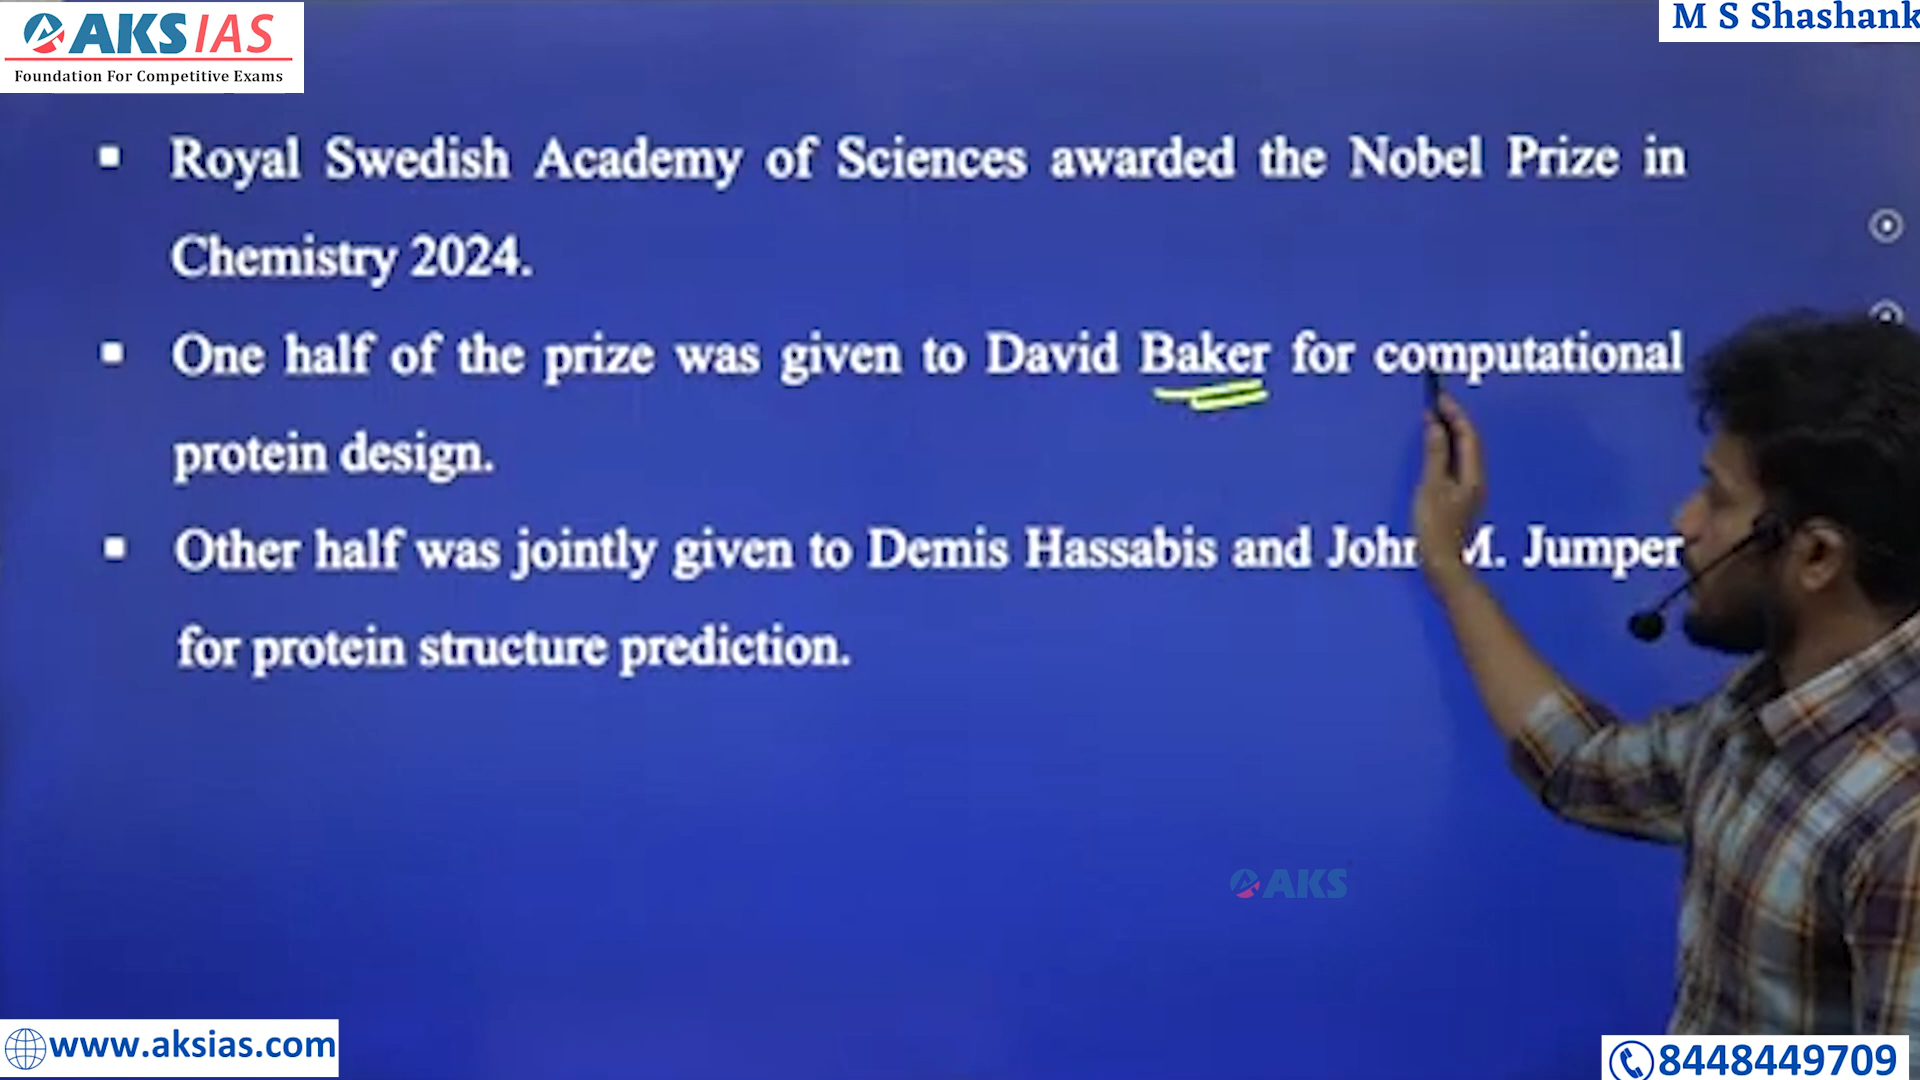 AKS IAS
Foundation For Competitive Exams
M S Shashank
▪ Royal Swedish Academy of Sciences awarded the Nobel Prize in
Chemistry 2024.
▪ One half of the prize was given to David Baker for computational
protein design.
▪ Other half was jointly given to Demis Hassabis and John M. Jumper
for protein structure prediction.
AKS
www.aksias.com
8448449709